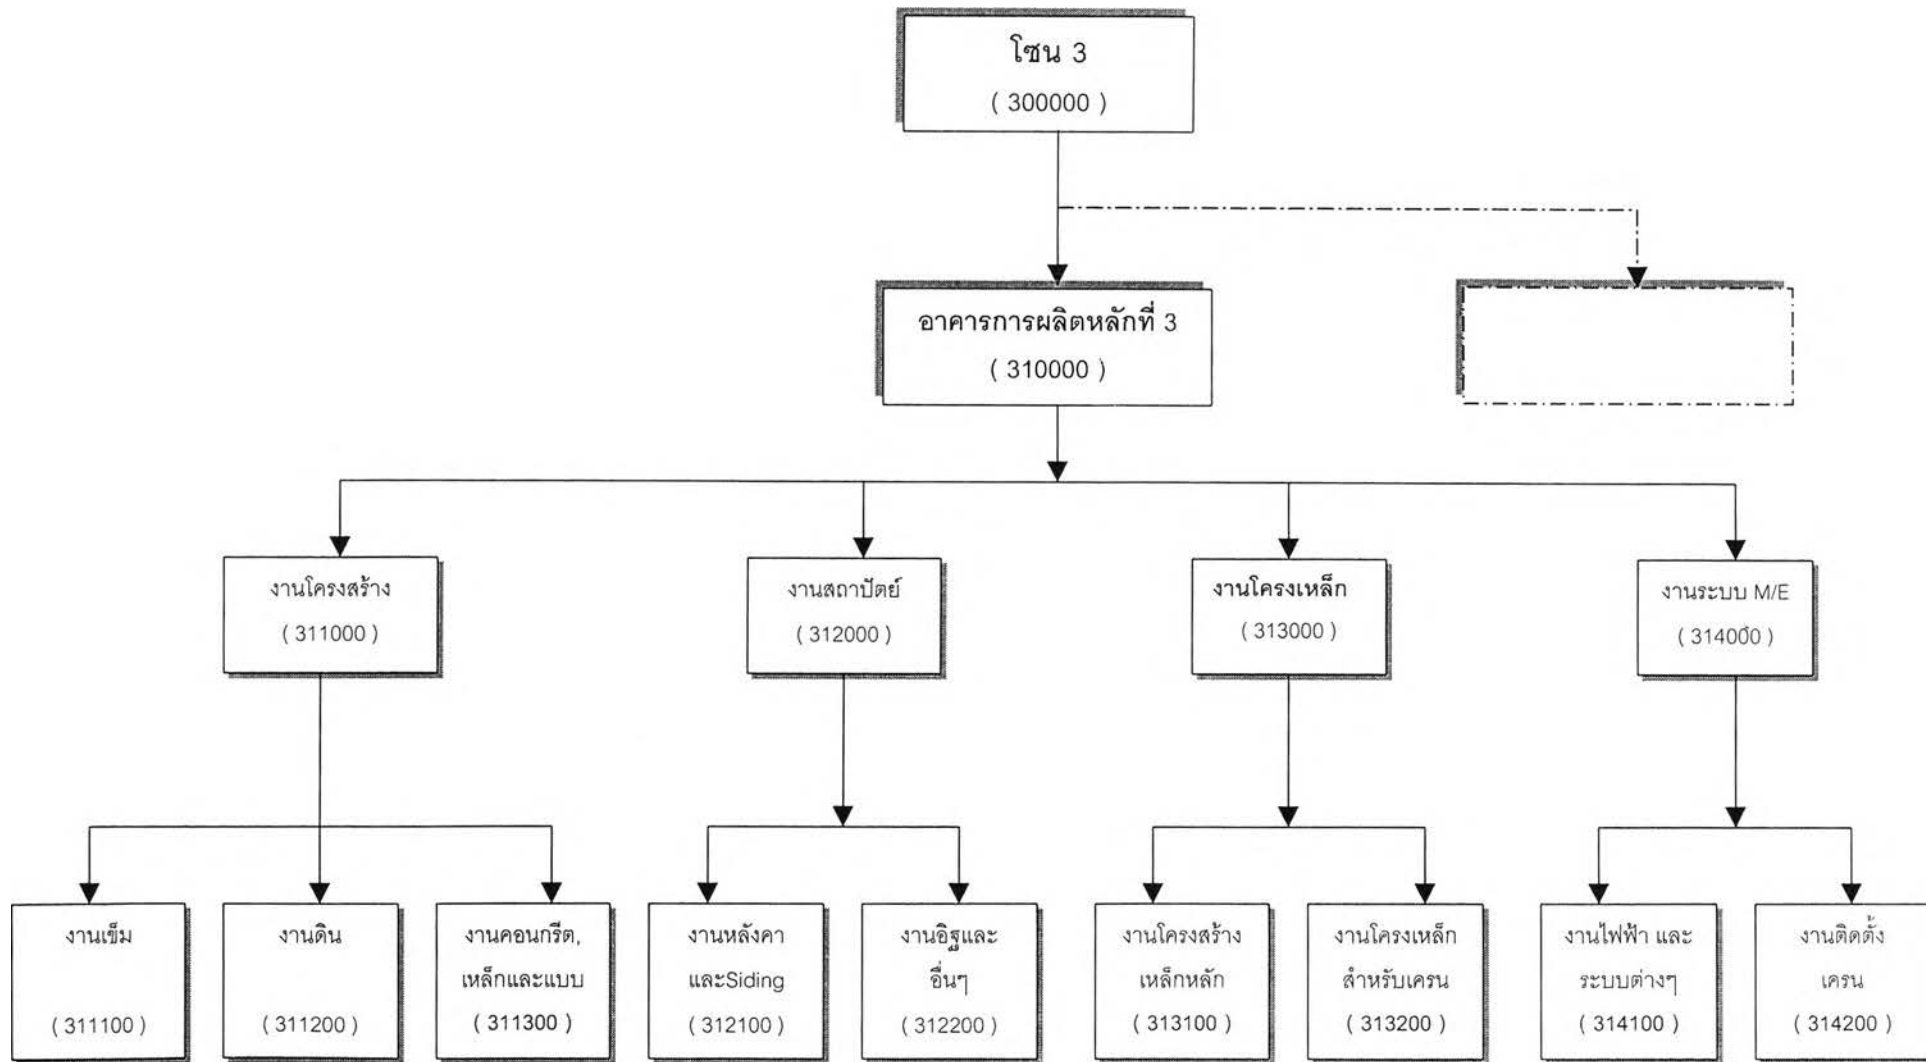 โซน 3
( 300000 )
อาคารการผลิตหลักที่ 3
( 310000 )
งานโครงสร้าง
( 311000 )
งานสถาปัตย์
( 312000 )
งานโครงเหล็ก
( 313000 )
งานระบบ M/E
( 314000 )
งานเข็ม
( 311100 )
งานดิน
( 311200 )
งานคอนกรีต,
เหล็กและแบบ
( 311300 )
งานหลังคา
และSiding
( 312100 )
งานอิฐและ
อื่นๆ
( 312200 )
งานโครงสร้าง
เหล็กหลัก
( 313100 )
งานโครงเหล็ก
สำหรับเครน
( 313200 )
งานไฟฟ้า และ
ระบบต่างๆ
( 314100 )
งานติดตั้ง
เครน
( 314200 )